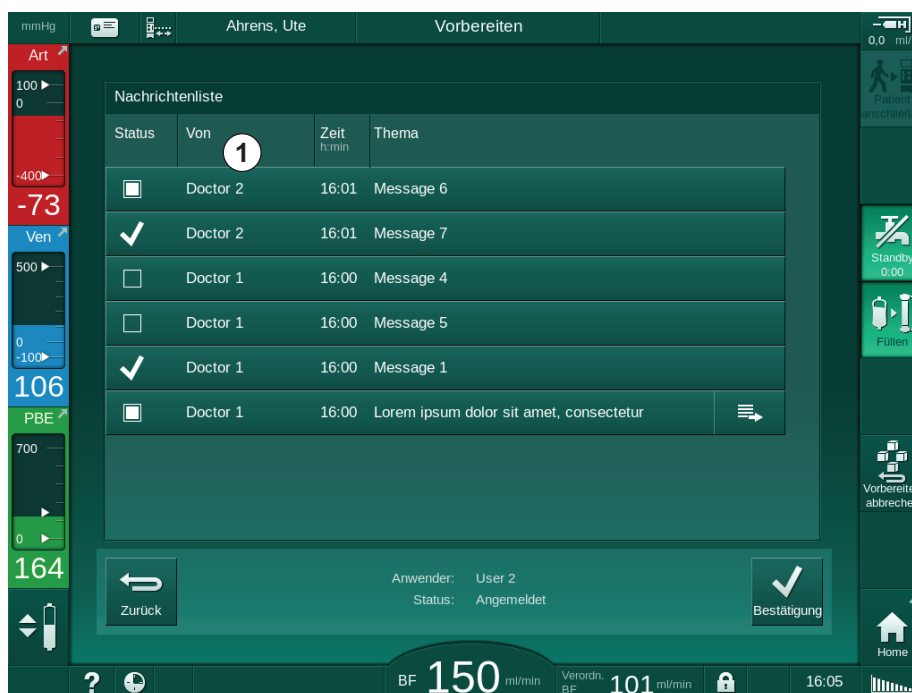 mmHg
Ahrens, Ute
Vorbereiten
0,0 ml/
Art
100
0
-400
-73
Ven
500
0
-100
106
PBE
700
0
164
Nachrichtenliste
Status Von Zeit Thema
h:min
1
Doctor 2 16:01 Message 6
Doctor 2 16:01 Message 7
Doctor 1 16:00 Message 4
Doctor 1 16:00 Message 5
Doctor 1 16:00 Message 1
Doctor 1 16:00 Lorem ipsum dolor sit amet, consectetur
Zurück
Anwender: User 2
Status: Angemeldet
Bestätigung
Patient
anschließ
Standby
0:00
Füllen
Vorbereite
abbreche
Home
? BF 150 ml/min Verordn. BF 101 ml/min 16:05